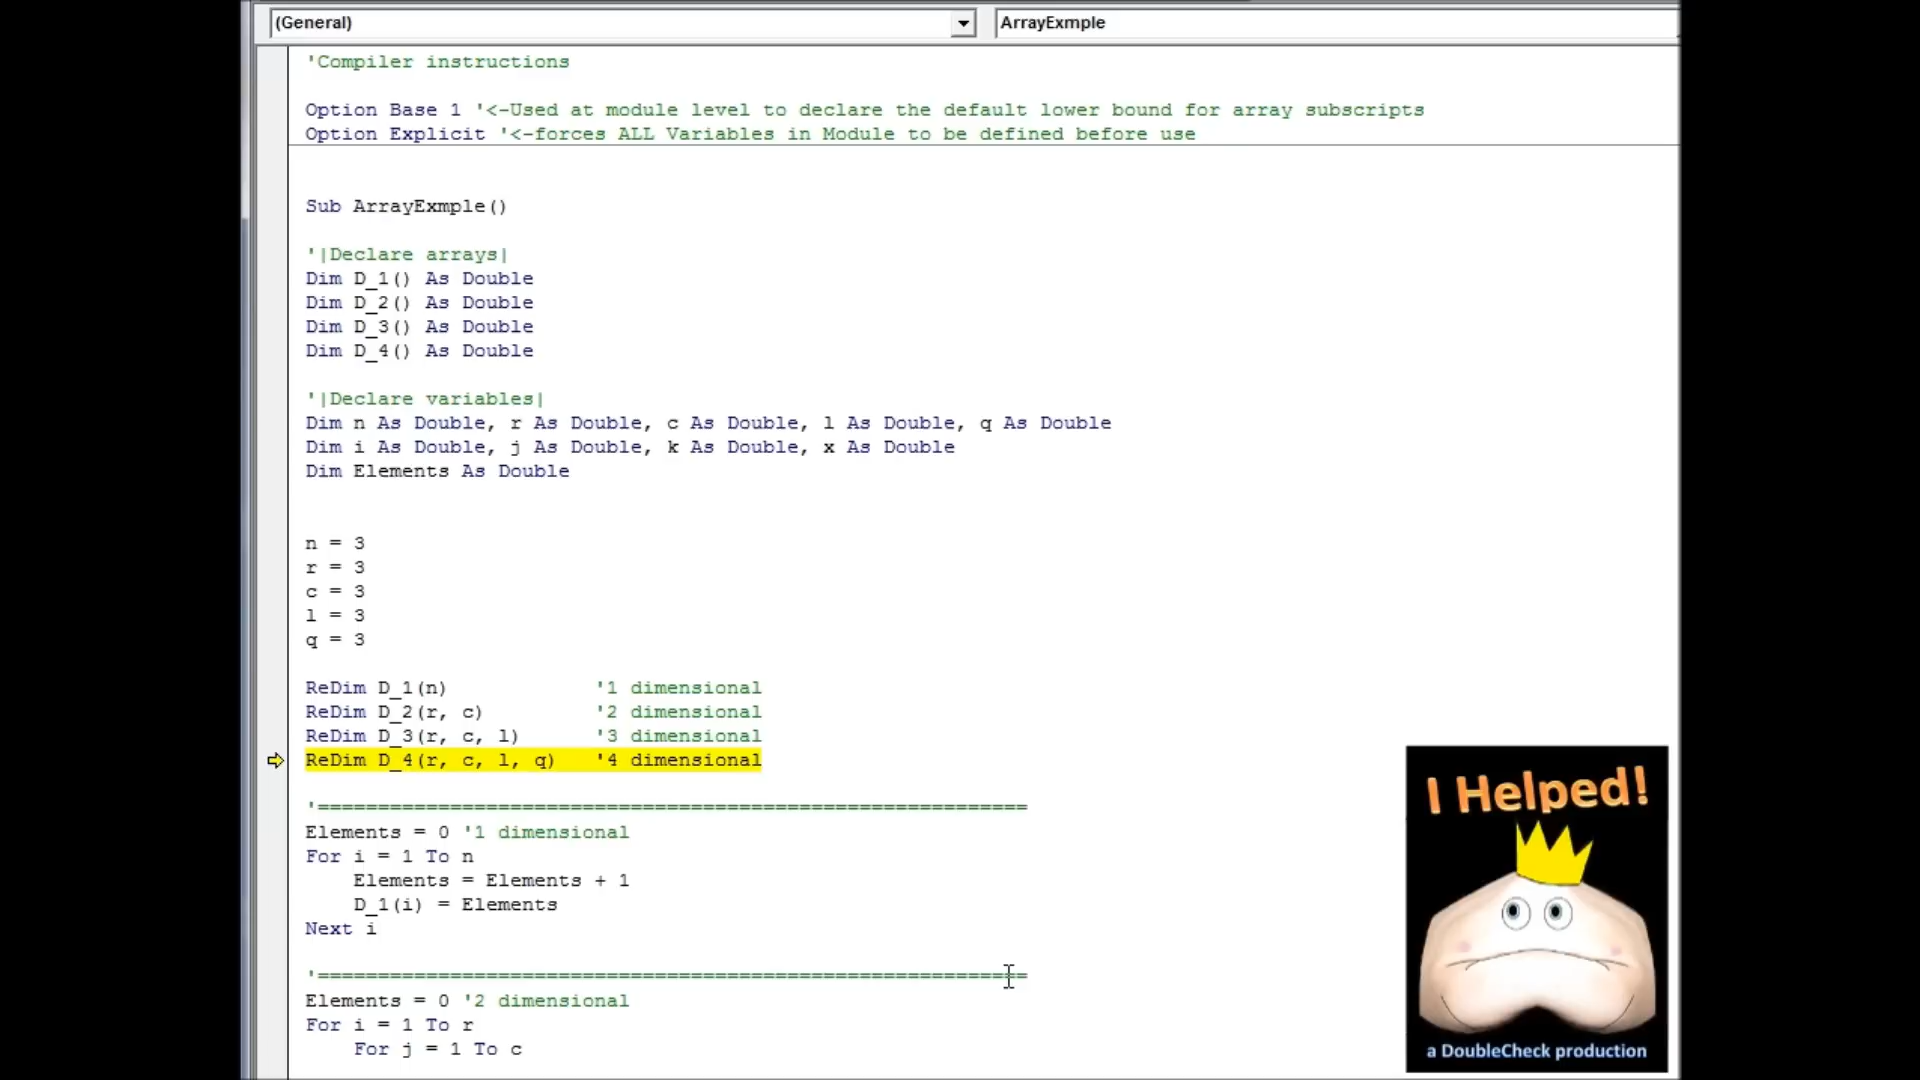 (General) ArrayExmple
'Compiler instructions
Option Base 1 '<-Used at module level to declare the default lower bound for array subscripts
Option Explicit '<-forces ALL Variables in Module to be defined before use
Sub ArrayExmple()
'|Declare arrays|
Dim D_1() As Double
Dim D_2() As Double
Dim D_3() As Double
Dim D_4() As Double
'|Declare variables|
Dim n As Double, r As Double, c As Double, l As Double, q As Double
Dim i As Double, j As Double, k As Double, x As Double
Dim Elements As Double
n = 3
r = 3
c = 3
l = 3
q = 3
ReDim D_1(n) '1 dimensional
ReDim D_2(r, c) '2 dimensional
ReDim D_3(r, c, l) '3 dimensional
ReDim D_4(r, c, l, q) '4 dimensional
'===========================================================
Elements = 0 '1 dimensional
For i = 1 To n
Elements = Elements + 1
D_1(i) = Elements
Next i
'===========================================================
Elements = 0 '2 dimensional
For i = 1 To r
For j = 1 To c
I Helped!
a DoubleCheck production